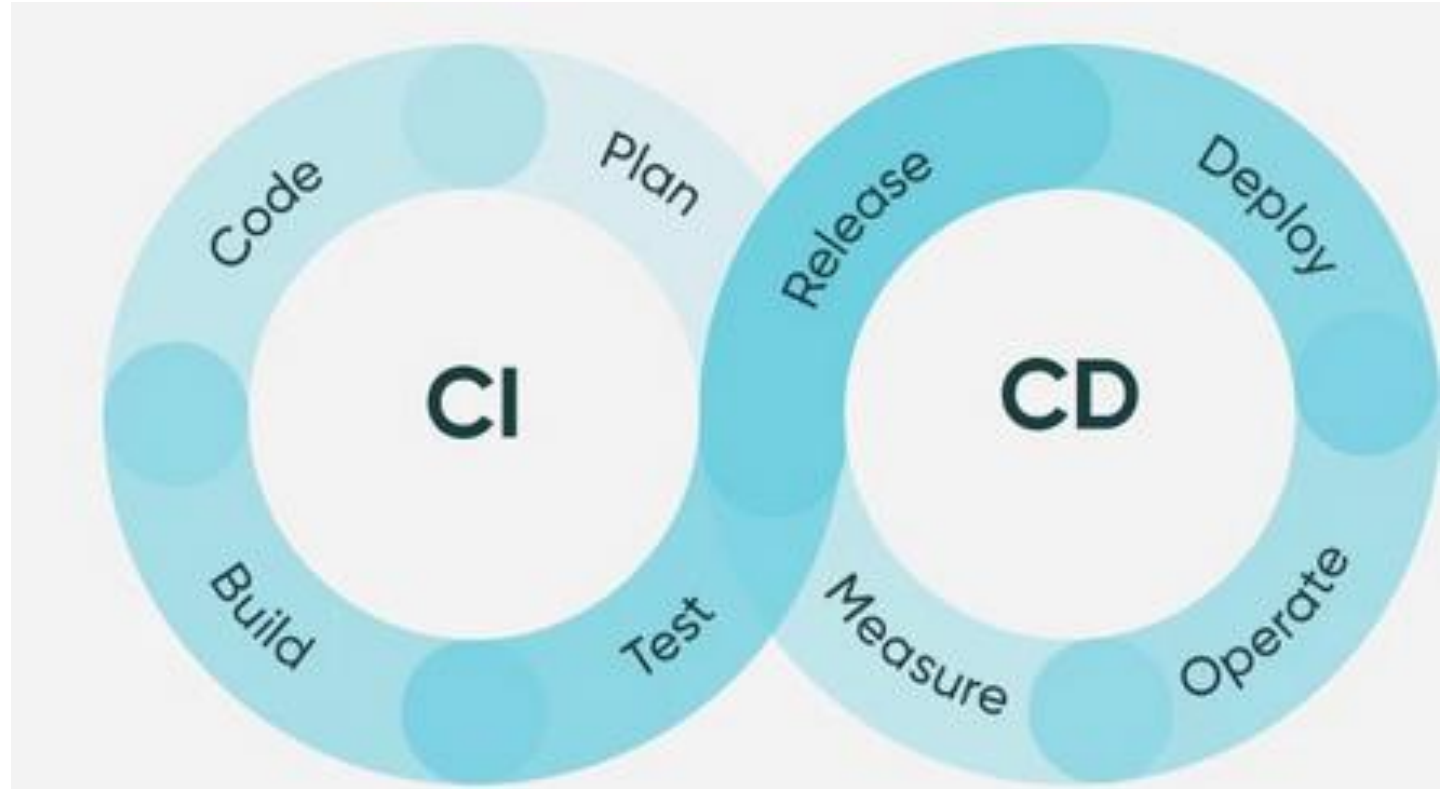 Plan
Code
Build
Test
Release
Deploy
Operate
Measure
CI
CD